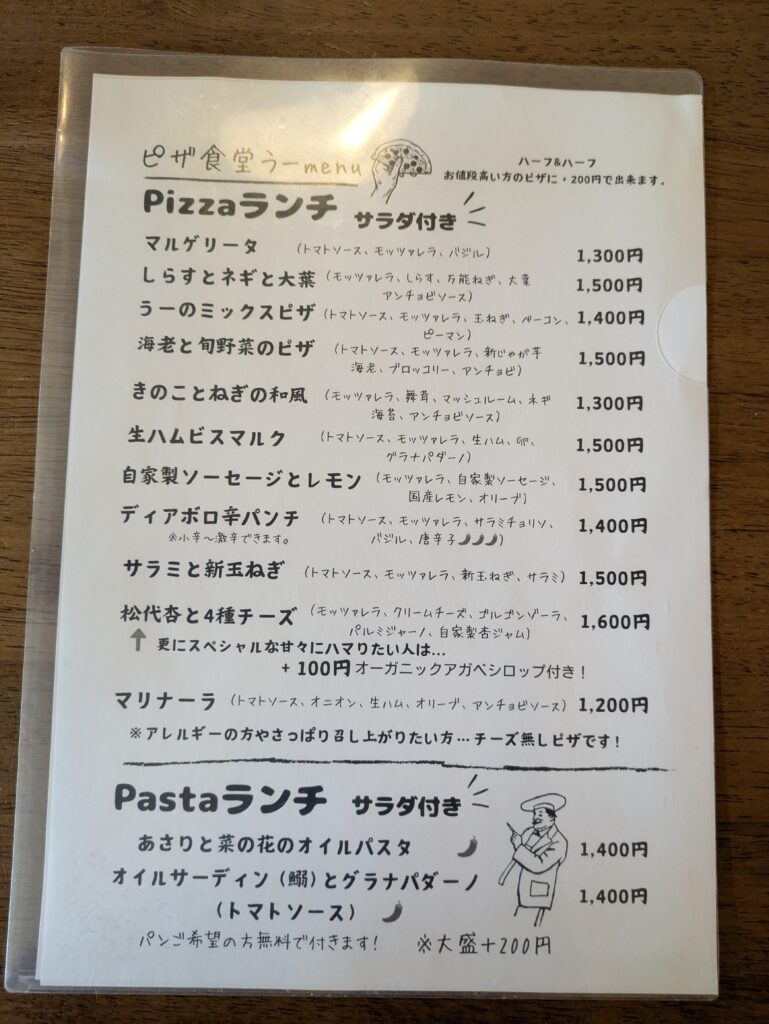 ピザ食堂うーmenu
ハーフ&ハーフ
お値段高い方のピザに + 200円で出来ます。
Pizzaランチ サラダ付き
マルゲリータ (トマトソース、モッツァレラ、バジル) 1,300円
しらすとネギと大葉 (モッツァレラ、しらす、万能ねぎ、大葉
アンチョビソース) 1,500円
うーのミックスピザ (トマトソース、モッツァレラ、玉ねぎ、ベーコン、
ピーマン) 1,400円
海老と旬野菜のピザ (トマトソース、モッツァレラ、新じゃが芋
海老、ブロッコリー、アンチョビ) 1,500円
きのことねぎの和風 (モッツァレラ、舞茸、マッシュルーム、ネギ
海苔、アンチョビソース) 1,300円
生ハムビスマルク (トマトソース、モッツァレラ、生ハム、卵、
グラナパダーノ) 1,500円
自家製ソーセージとレモン (モッツァレラ、自家製ソーセージ、
国産レモン、オリーブ) 1,500円
ディアボロ辛パンチ (トマトソース、モッツァレラ、サラミチョリソ、
※小辛〜激辛できます。 バジル、唐辛子🌶🌶🌶) 1,400円
サラミと新玉ねぎ (トマトソース、モッツァレラ、新玉ねぎ、サラミ) 1,500円
松代杏と4種チーズ (モッツァレラ、クリームチーズ、ゴルゴンゾーラ、
パルミジャーノ、自家製杏ジャム) 1,600円
↑ 更にスペシャルな甘々にハマりたい人は…
+ 100円 オーガニックアガベシロップ付き!
マリナーラ (トマトソース、オニオン、生ハム、オリーブ、アンチョビソース) 1,200円
※アレルギーの方やさっぱり召し上がりたい方…チーズ無しピザです!
Pastaランチ サラダ付き
あさりと菜の花のオイルパスタ 🌶 1,400円
オイルサーディン(鰯)とグラナパダーノ 1,400円
(トマトソース) 🌶
パンご希望の方無料で付きます! ※大盛+200円